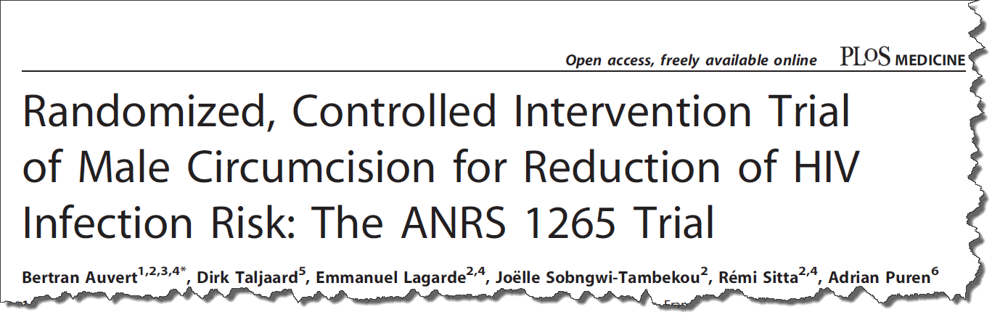 Open access, freely available online PLoS MEDICINE
Randomized, Controlled Intervention Trial
of Male Circumcision for Reduction of HIV
Infection Risk: The ANRS 1265 Trial
Bertran Auvert1,2,3,4*, Dirk Taljaard5, Emmanuel Lagarde2,4, Joëlle Sobngwi-Tambekou2, Rémi Sitta2,4, Adrian Puren6